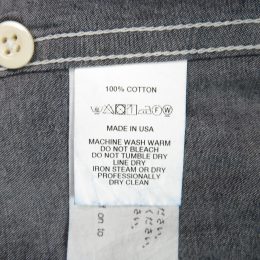 100% COTTON
F W
MADE IN USA
MACHINE WASH WARM
DO NOT BLEACH
DO NOT TUMBLE DRY
LINE DRY
IRON STEAM OR DRY
PROFESSIONALLY
DRY CLEAN